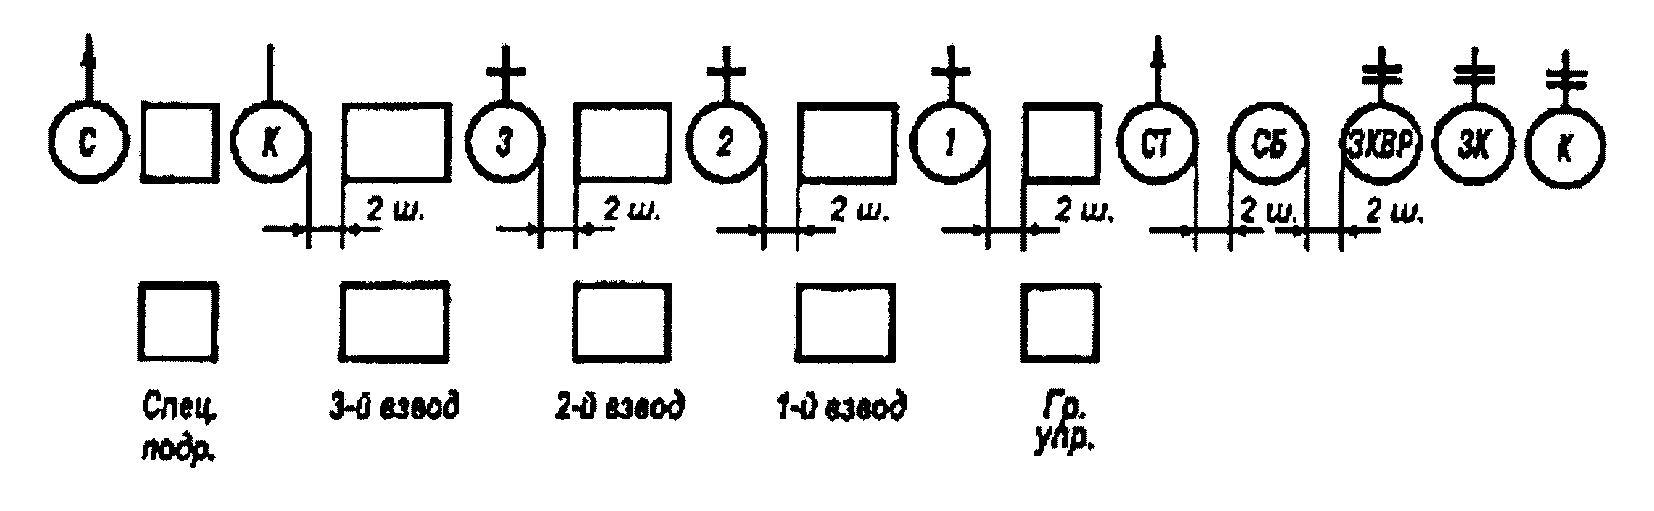 С К 3 2 1 СТ СБ ЗКВР ЗК К
2 ш. 2 ш. 2 ш. 2 ш. 2 ш. 2 ш.
Спец. 3-й взвод 2-й взвод 1-й взвод Гр.
подр. упр.